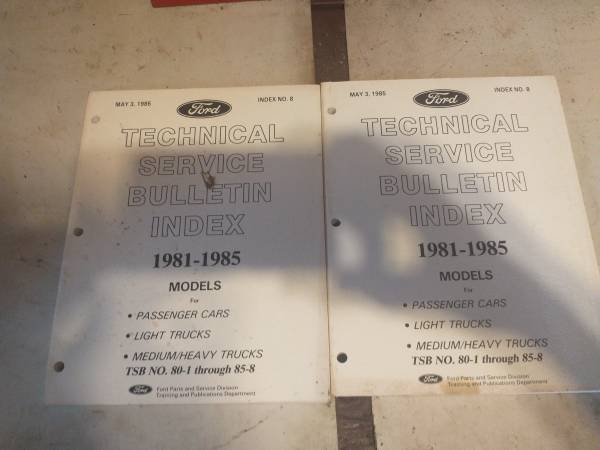 MAY 3, 1985
Ford
INDEX NO. 8
TECHNICAL
SERVICE
BULLETIN
INDEX
1981-1985
MODELS
For
• PASSENGER CARS
• LIGHT TRUCKS
• MEDIUM/HEAVY TRUCKS
TSB NO. 80-1 through 85-8
Ford
Ford Parts and Service Division
Training and Publications Department
MAY 3, 1985
Ford
INDEX NO. 8
TECHNICAL
SERVICE
BULLETIN
INDEX
1981-1985
MODELS
For
• PASSENGER CARS
• LIGHT TRUCKS
• MEDIUM/HEAVY TRUCKS
TSB NO. 80-1 through 85-8
Ford
Ford Parts and Service Division
Training and Publications Department